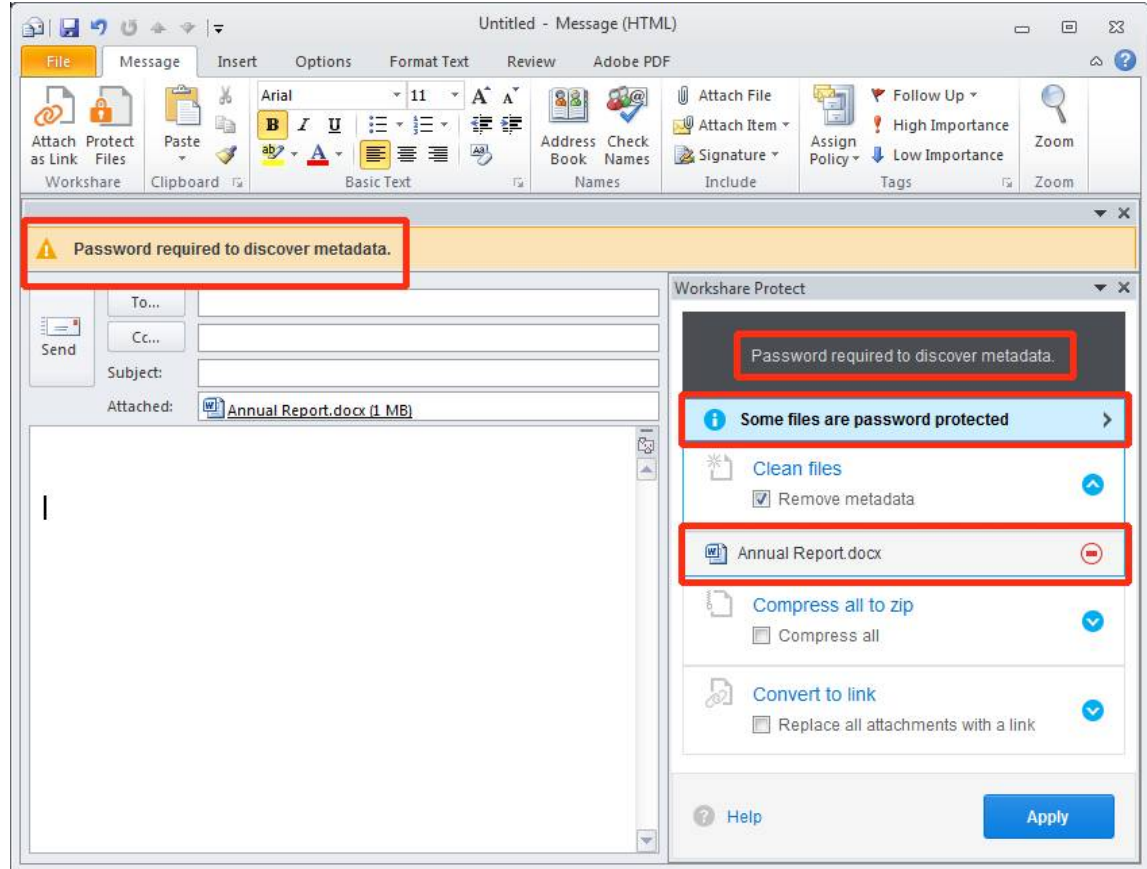 Untitled - Message (HTML)
File Message Insert Options Format Text Review Adobe PDF
Attach as Link
Protect Files
Workshare
Paste
Clipboard
Arial 11 A A
B I U
ab A Aa
Basic Text
Address Book
Check Names
Names
Attach File
Attach Item
Signature
Include
Assign Policy
Follow Up
High Importance
Low Importance
Tags
Zoom
Zoom
Password required to discover metadata.
Send
To...
Cc...
Subject:
Attached: Annual Report.docx (1 MB)
Workshare Protect
Password required to discover metadata.
Some files are password protected
Clean files
Remove metadata
Annual Report.docx
Compress all to zip
Compress all
Convert to link
Replace all attachments with a link
Help
Apply